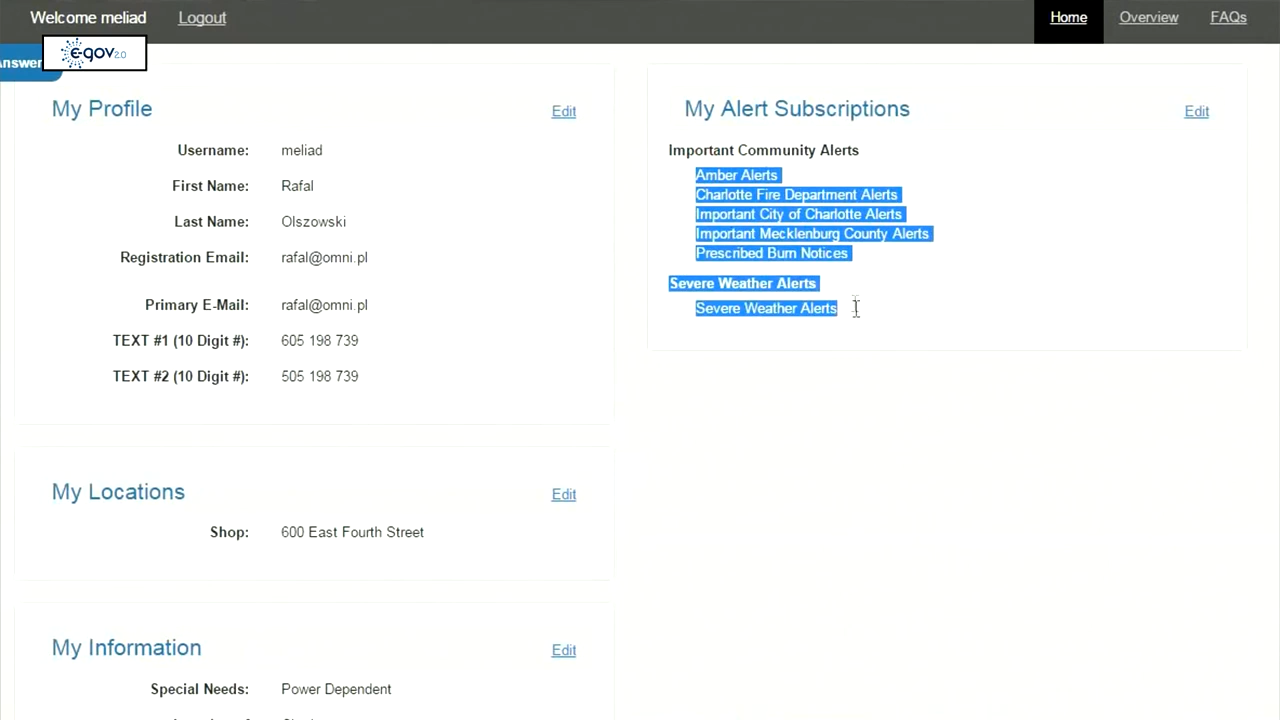 Welcome meliad Logout Home Overview FAQs
Answer
e-gov 2.0
My Profile Edit
Username: meliad
First Name: Rafal
Last Name: Olszowski
Registration Email: rafal@omni.pl
Primary E-Mail: rafal@omni.pl
TEXT #1 (10 Digit #): 605 198 739
TEXT #2 (10 Digit #): 505 198 739
My Locations Edit
Shop: 600 East Fourth Street
My Information Edit
Special Needs: Power Dependent
My Alert Subscriptions Edit
Important Community Alerts
Amber Alerts
Charlotte Fire Department Alerts
Important City of Charlotte Alerts
Important Mecklenburg County Alerts
Prescribed Burn Notices
Severe Weather Alerts
Severe Weather Alerts